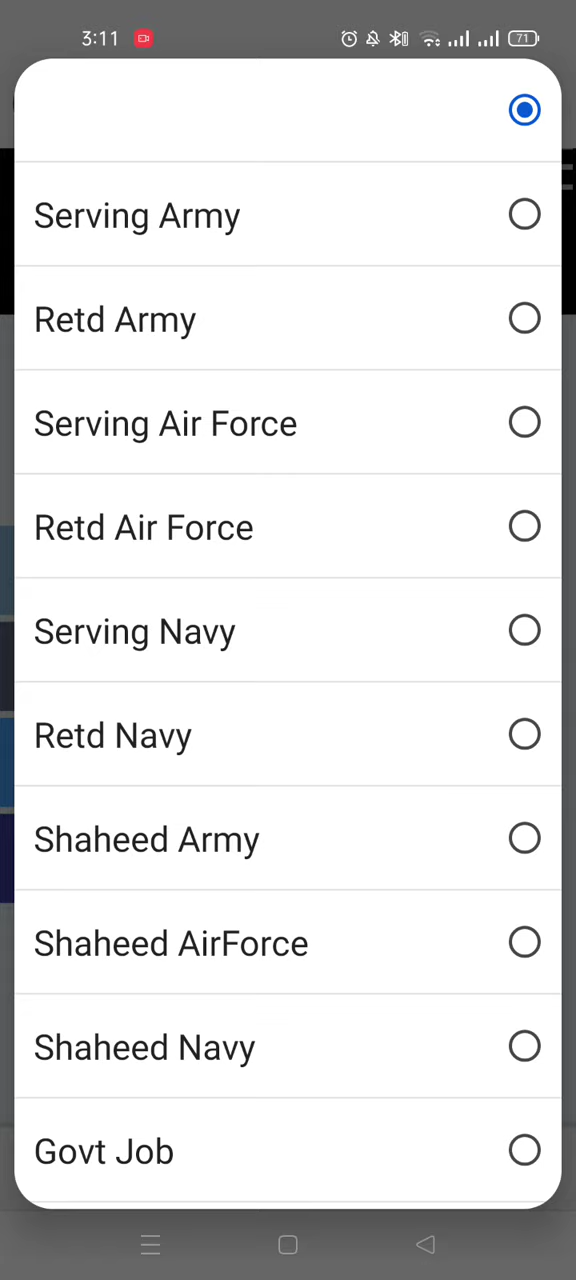 3:11
71
Serving Army
Retd Army
Serving Air Force
Retd Air Force
Serving Navy
Retd Navy
Shaheed Army
Shaheed AirForce
Shaheed Navy
Govt Job